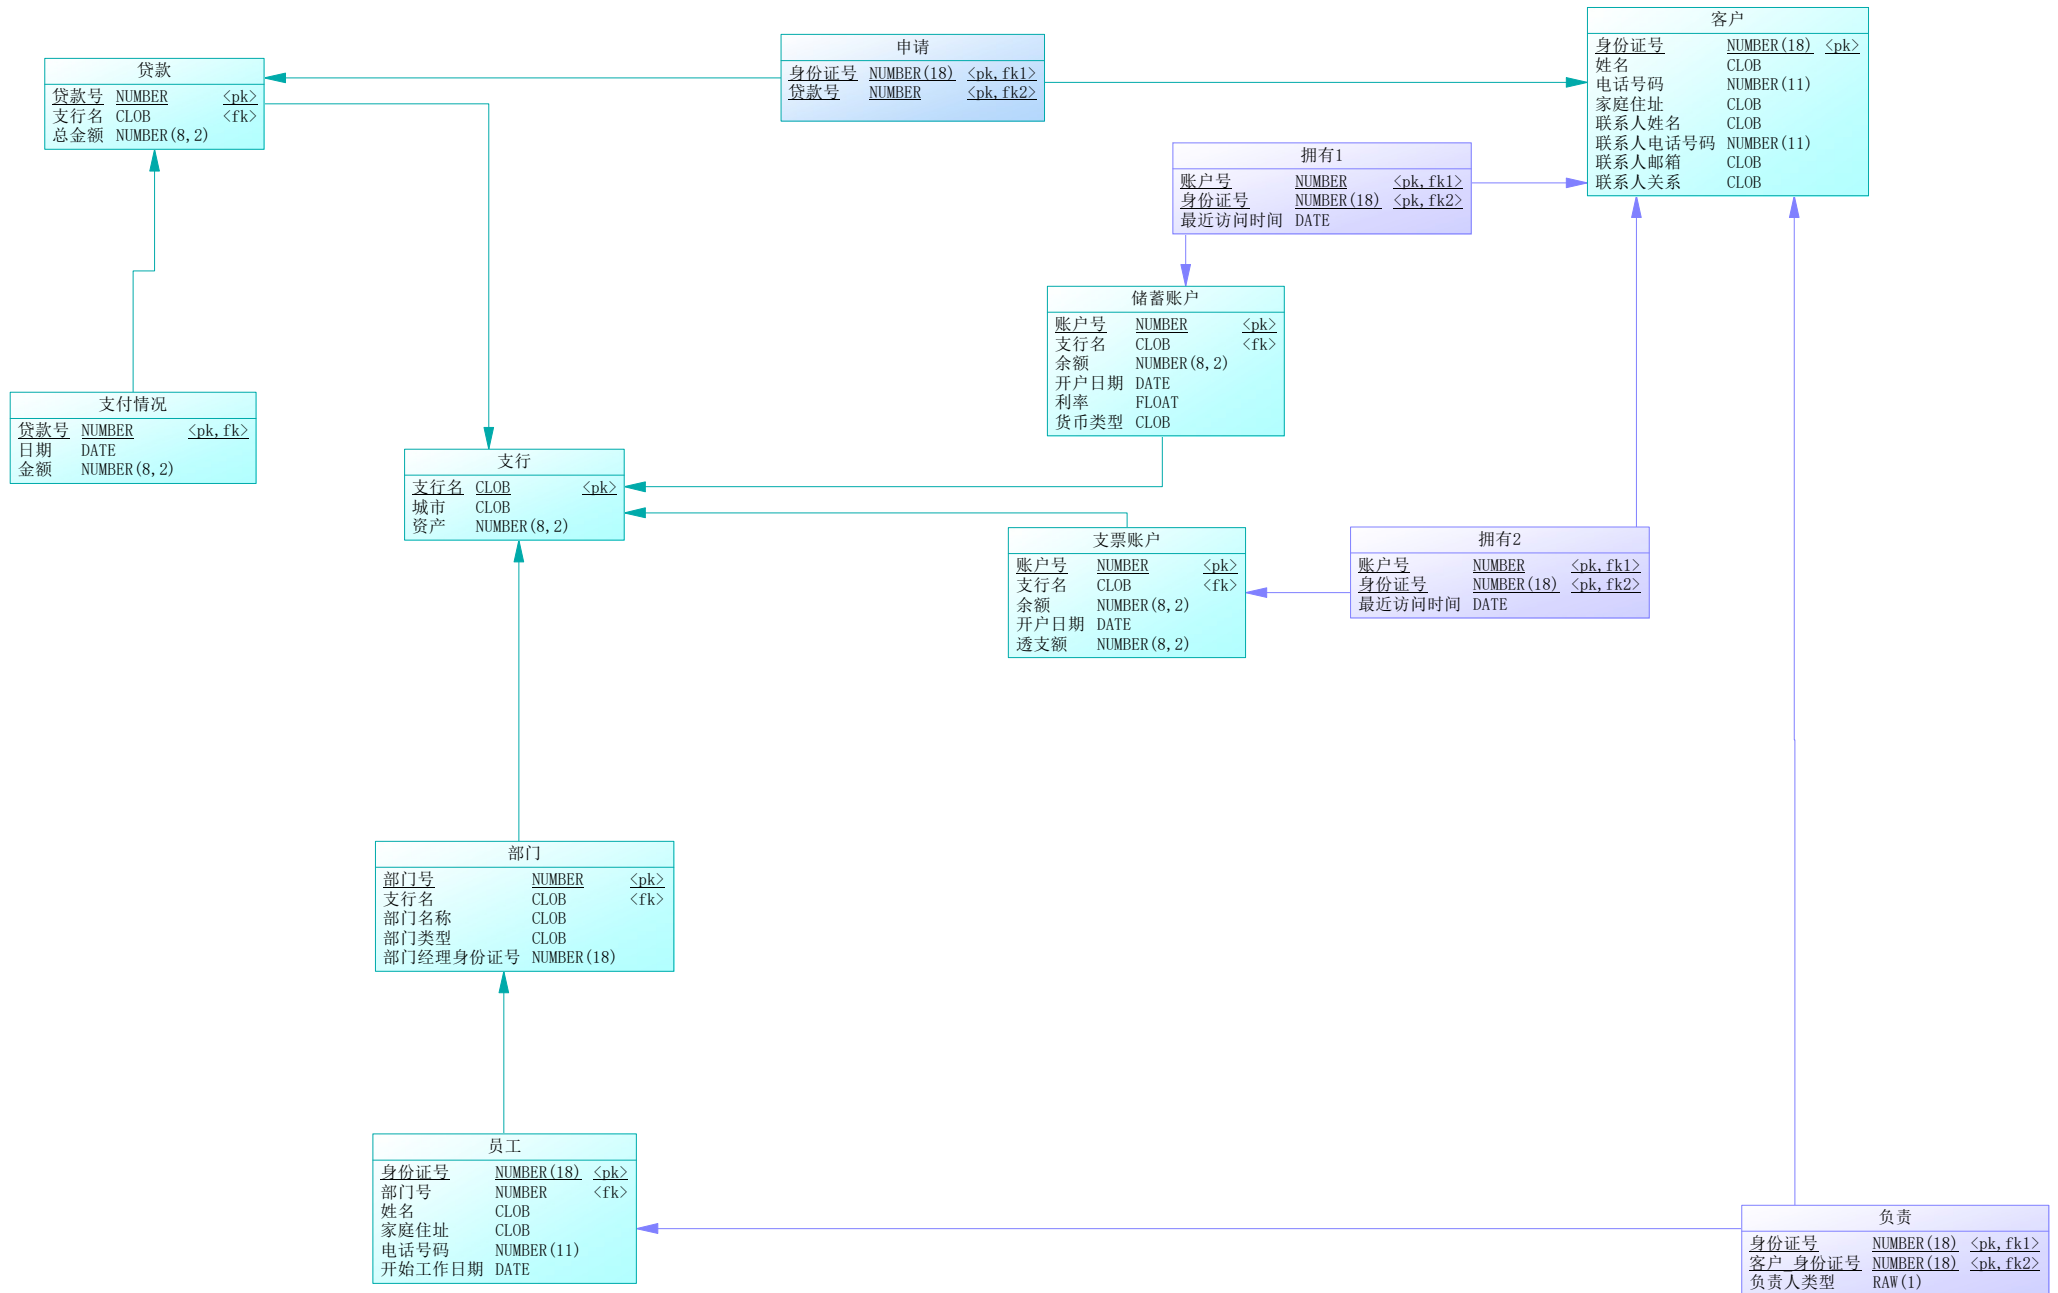 客户
身份证号 NUMBER(18) <pk>
姓名 CLOB
电话号码 NUMBER(11)
家庭住址 CLOB
联系人姓名 CLOB
联系人电话号码 NUMBER(11)
联系人邮箱 CLOB
联系人关系 CLOB
申请
身份证号 NUMBER(18) <pk,fk1>
贷款号 NUMBER <pk,fk2>
贷款
贷款号 NUMBER <pk>
支行名 CLOB <fk>
总金额 NUMBER(8,2)
拥有1
账户号 NUMBER <pk,fk1>
身份证号 NUMBER(18) <pk,fk2>
最近访问时间 DATE
储蓄账户
账户号 NUMBER <pk>
支行名 CLOB <fk>
余额 NUMBER(8,2)
开户日期 DATE
利率 FLOAT
货币类型 CLOB
支付情况
贷款号 NUMBER <pk,fk>
日期 DATE
金额 NUMBER(8,2)
支行
支行名 CLOB <pk>
城市 CLOB
资产 NUMBER(8,2)
支票账户
账户号 NUMBER <pk>
支行名 CLOB <fk>
余额 NUMBER(8,2)
开户日期 DATE
透支额 NUMBER(8,2)
拥有2
账户号 NUMBER <pk,fk1>
身份证号 NUMBER(18) <pk,fk2>
最近访问时间 DATE
部门
部门号 NUMBER <pk>
支行名 CLOB <fk>
部门名称 CLOB
部门类型 CLOB
部门经理身份证号 NUMBER(18)
员工
身份证号 NUMBER(18) <pk>
部门号 NUMBER <fk>
姓名 CLOB
家庭住址 CLOB
电话号码 NUMBER(11)
开始工作日期 DATE
负责
身份证号 NUMBER(18) <pk,fk1>
客户_身份证号 NUMBER(18) <pk,fk2>
负责人类型 RAW(1)